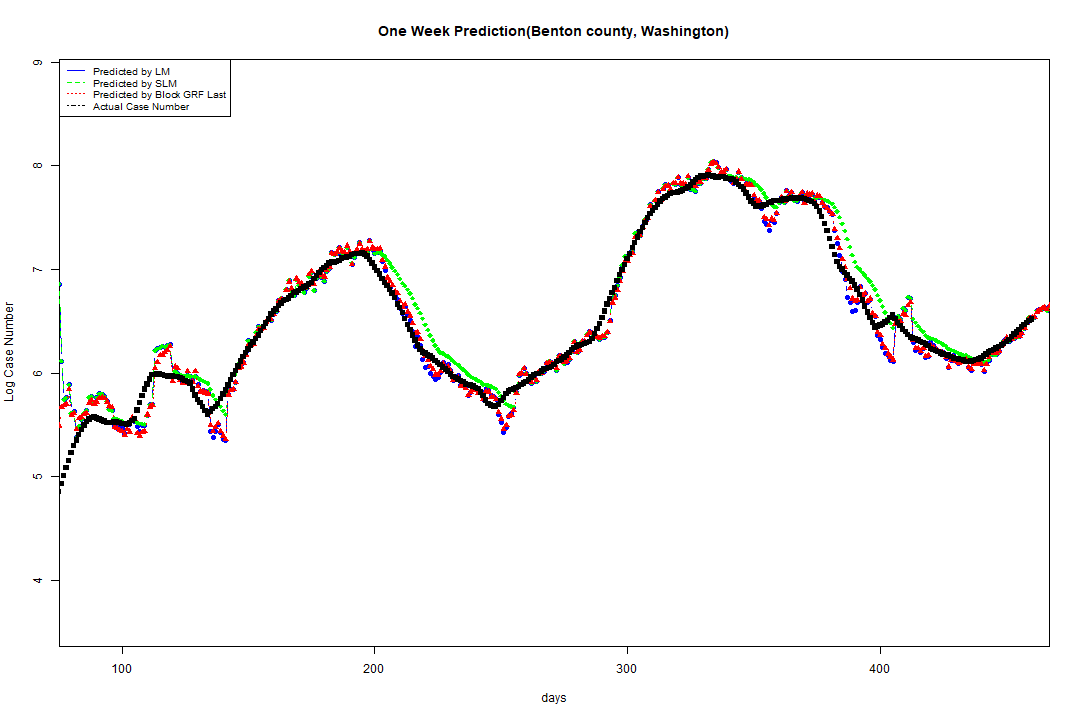 One Week Prediction(Benton county, Washington)
Predicted by LM
Predicted by SLM
Predicted by Block GRF Last
Actual Case Number
Log Case Number
9
8
7
6
5
4
100
200
300
400
days